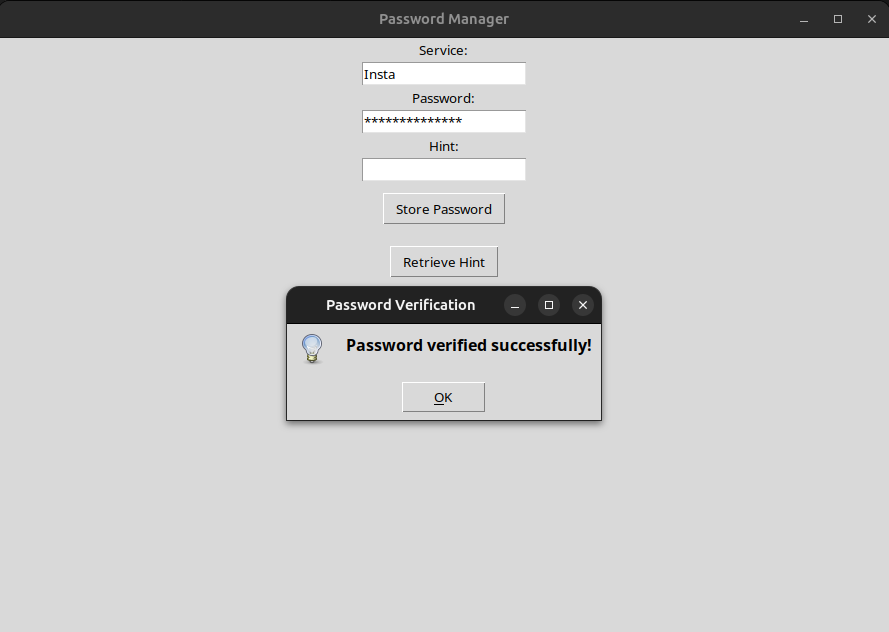 Password Manager
Service:
Insta
Password:
**************
Hint:
Store Password
Retrieve Hint
Password Verification
Password verified successfully!
OK